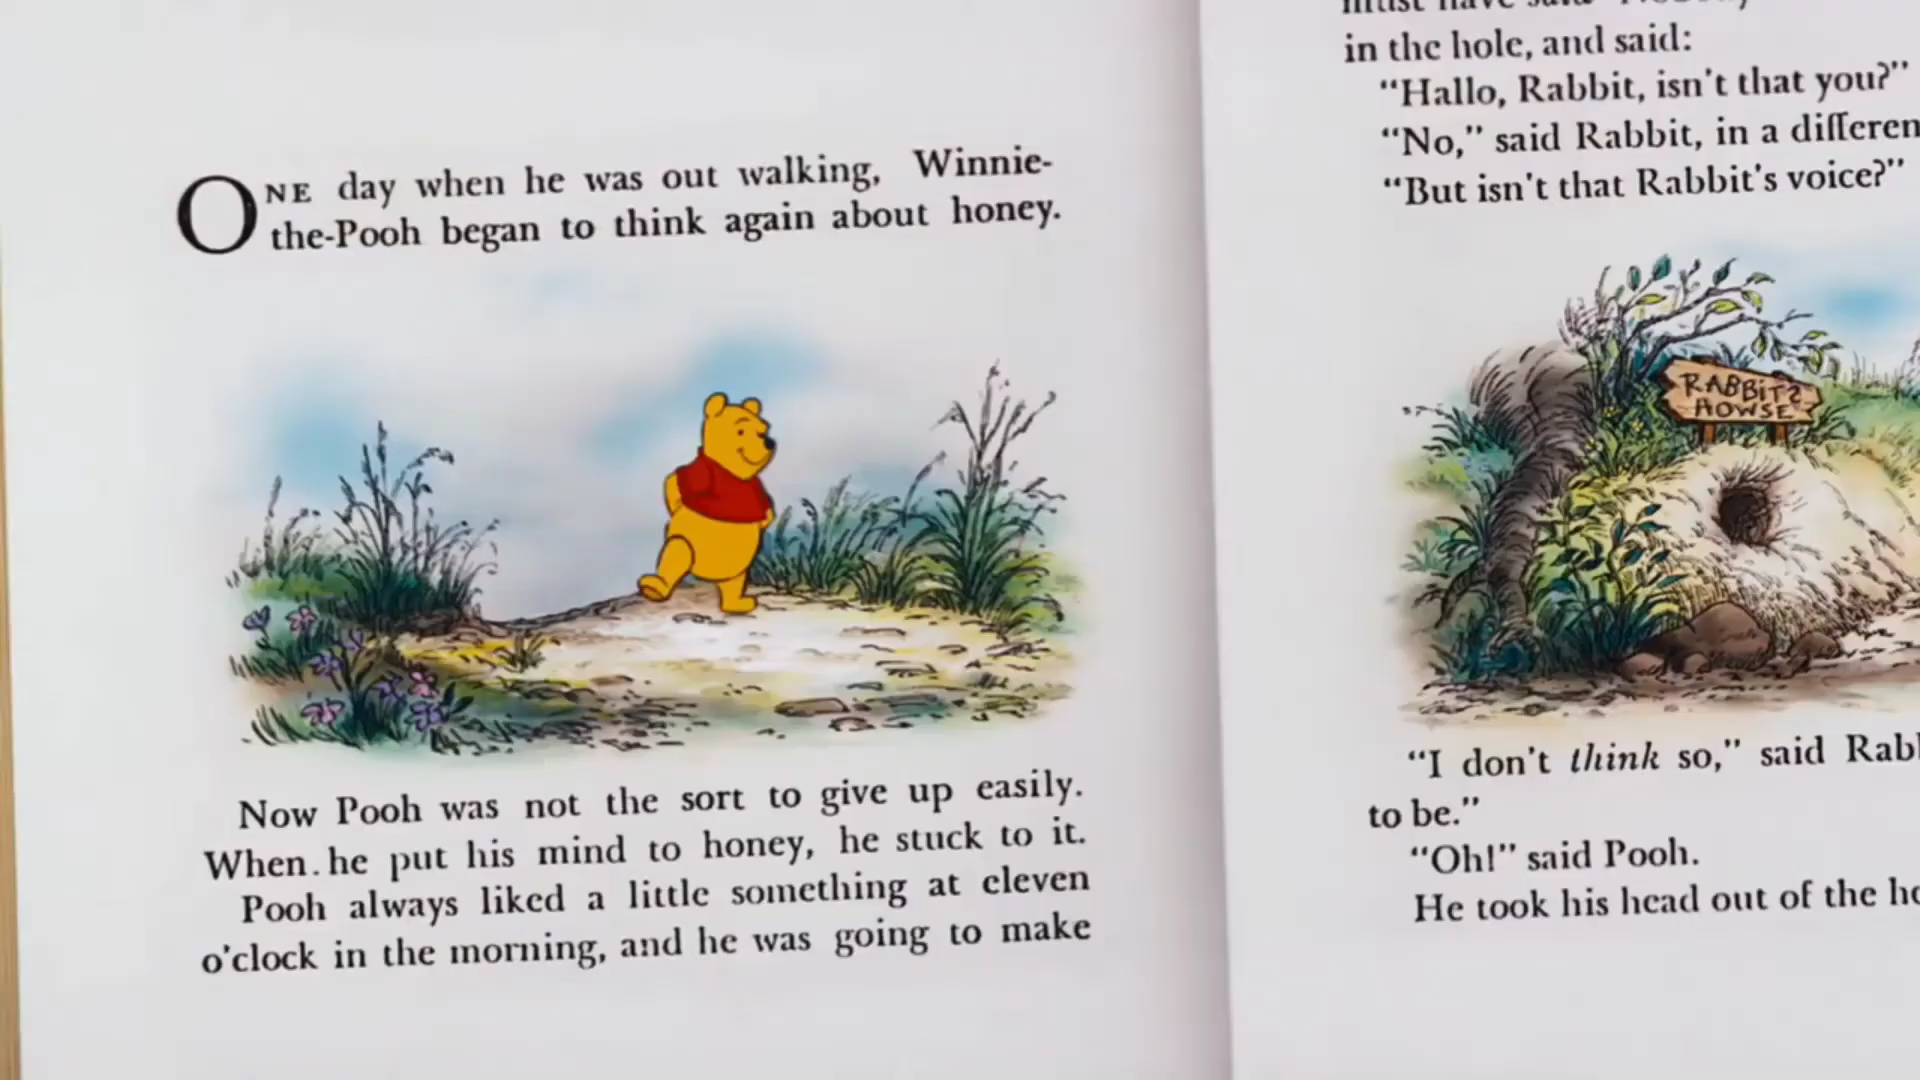 ONE day when he was out walking, Winnie-
the-Pooh began to think again about honey.
Now Pooh was not the sort to give up easily.
When he put his mind to honey, he stuck to it.
Pooh always liked a little something at eleven
o'clock in the morning, and he was going to make
must have said
in the hole, and said:
“Hallo, Rabbit, isn't that you?”
“No,” said Rabbit, in a
“But isn't that Rabbit's voice?”
RABBITS
HOWSE
“I don't think so,” said
to be.”
“Oh!” said Pooh.
He took his head out of the